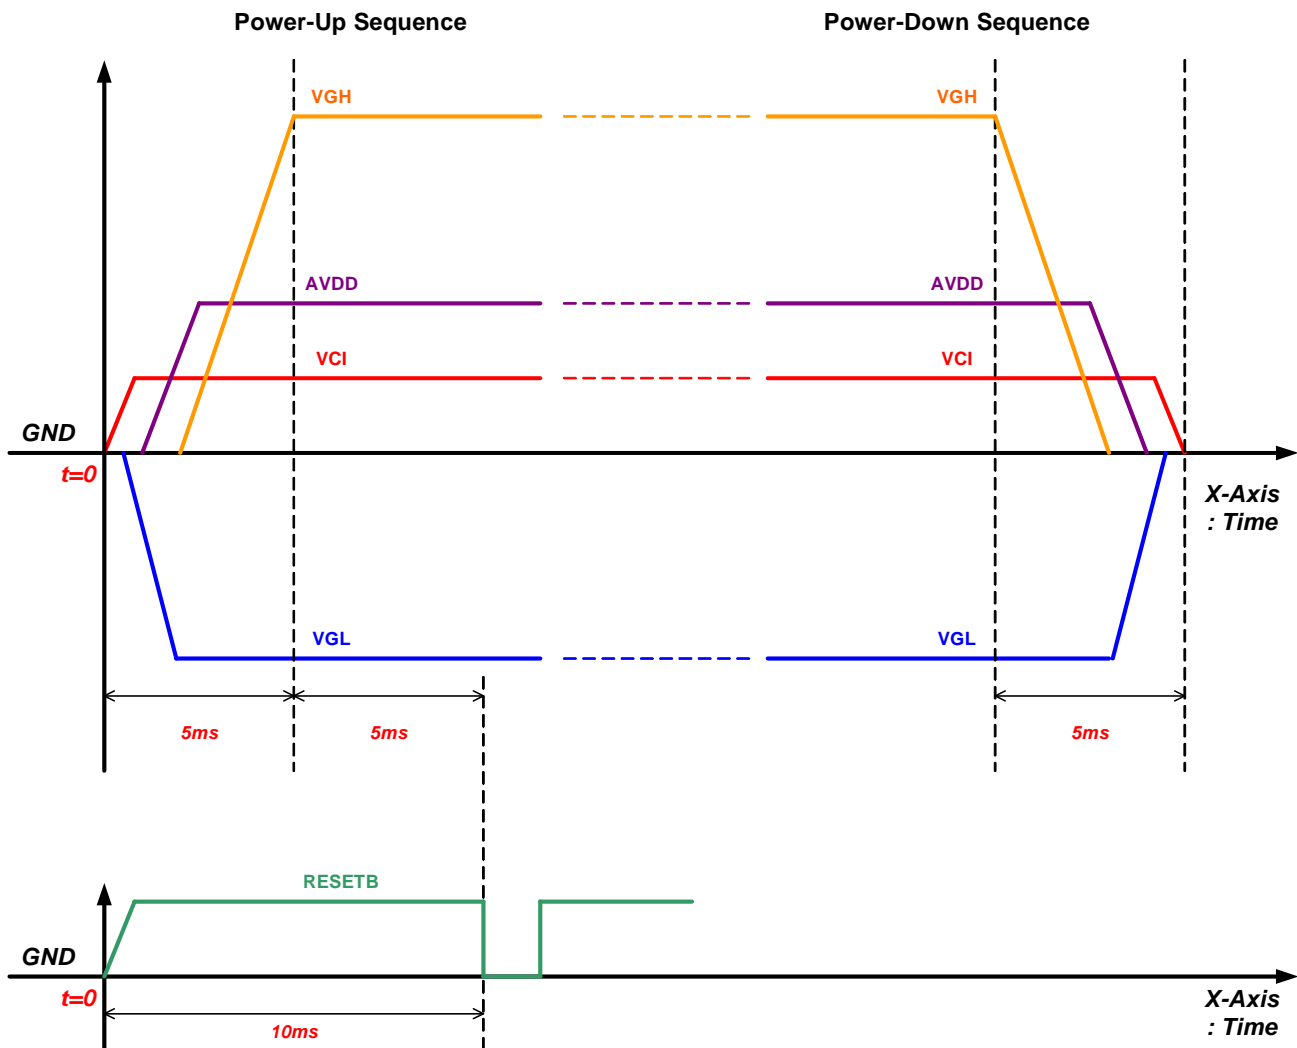 Power-Up Sequence
Power-Down Sequence
VGH
VGH
AVDD
AVDD
VCI
VCI
GND
t=0
X-Axis
: Time
VGL
VGL
5ms
5ms
5ms
RESETB
GND
t=0
X-Axis
: Time
10ms